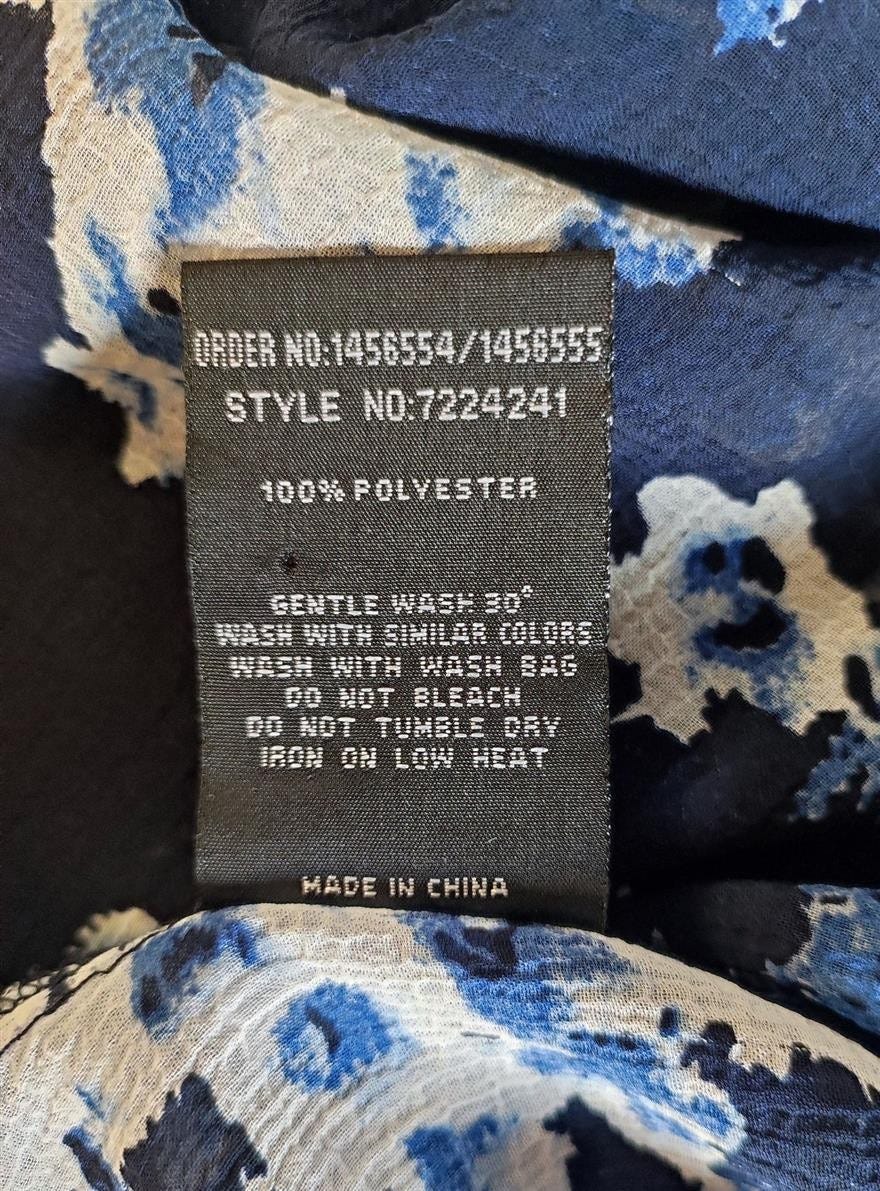 ORDER NO:1456554/1456555
STYLE NO:7224241
100% POLYESTER
GENTLE WASH 30°
WASH WITH SIMILAR COLORS
WASH WITH WASH BAG
DO NOT BLEACH
DO NOT TUMBLE DRY
IRON ON LOW HEAT
MADE IN CHINA